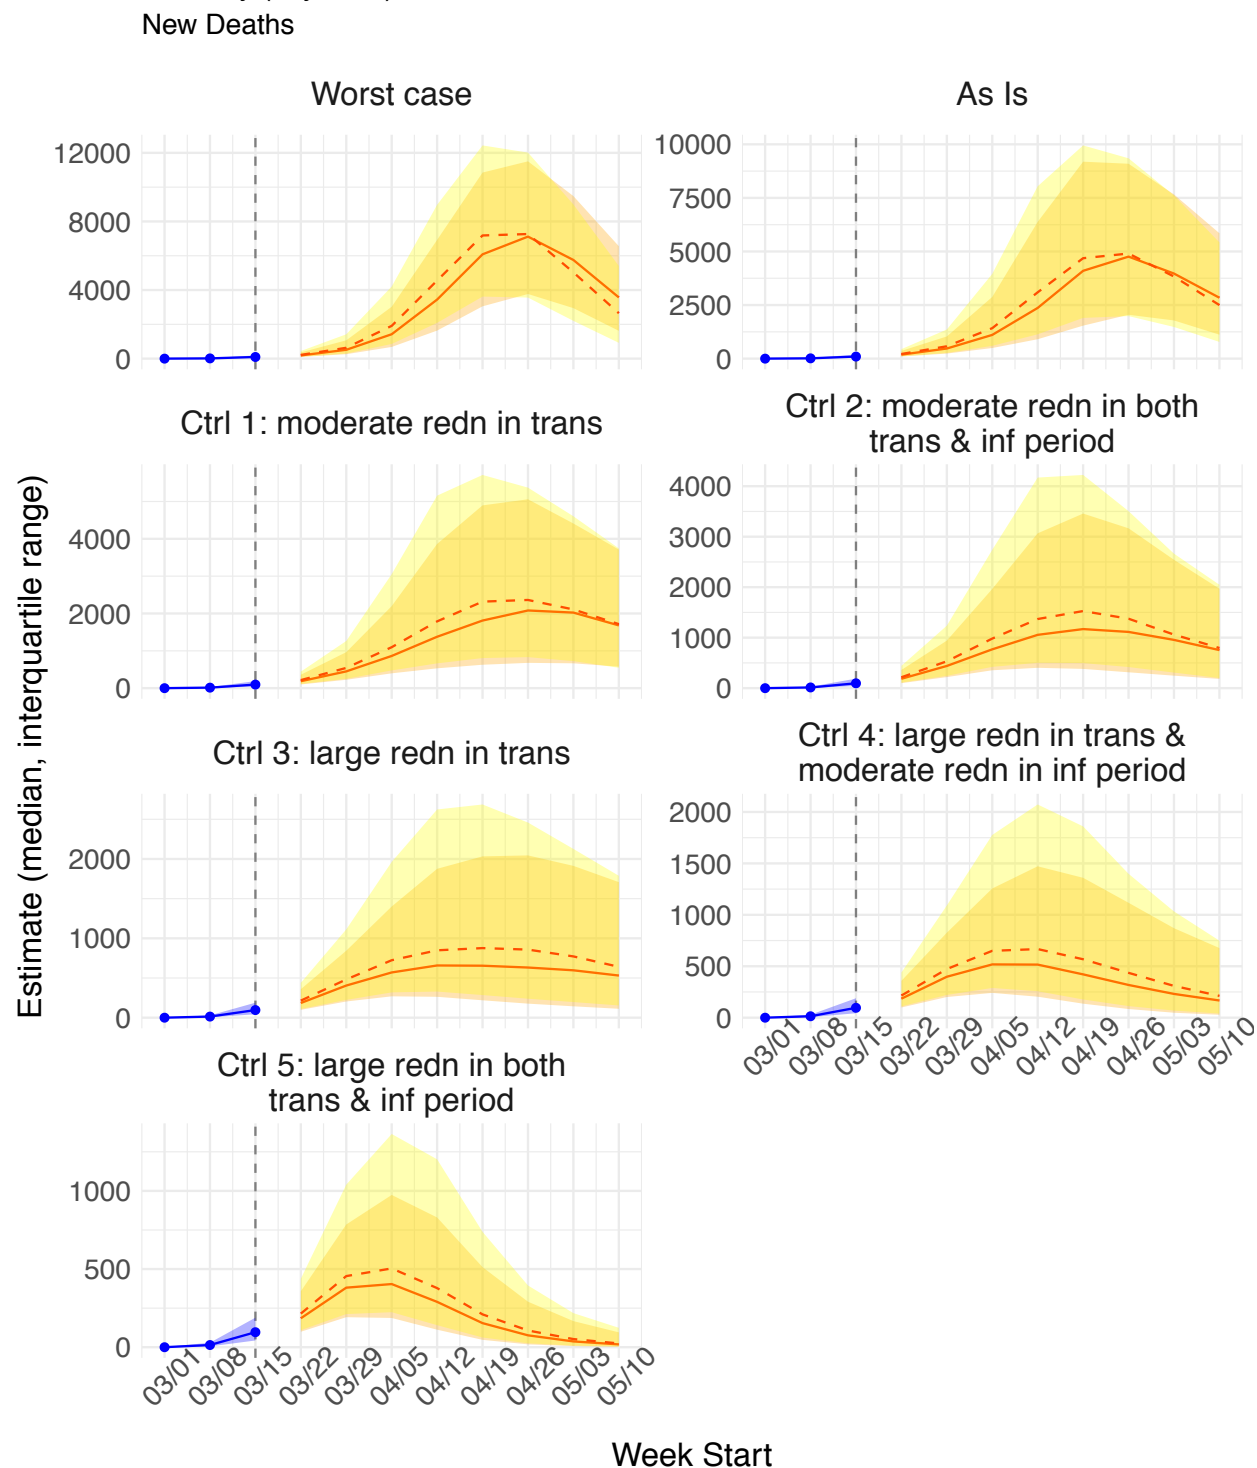 New Deaths
Worst case
As Is
12000
8000
4000
0
10000
7500
5000
2500
0
Ctrl 1: moderate redn in trans
Ctrl 2: moderate redn in both
trans & inf period
4000
2000
0
4000
3000
2000
1000
0
Ctrl 3: large redn in trans
Ctrl 4: large redn in trans &
moderate redn in inf period
2000
1000
0
2000
1500
1000
500
0
03/01 03/08 03/15 03/22 03/29 04/05 04/12 04/19 04/26 05/03 05/10
Ctrl 5: large redn in both
trans & inf period
1000
500
0
03/01 03/08 03/15 03/22 03/29 04/05 04/12 04/19 04/26 05/03 05/10
Estimate (median, interquartile range)
Week Start